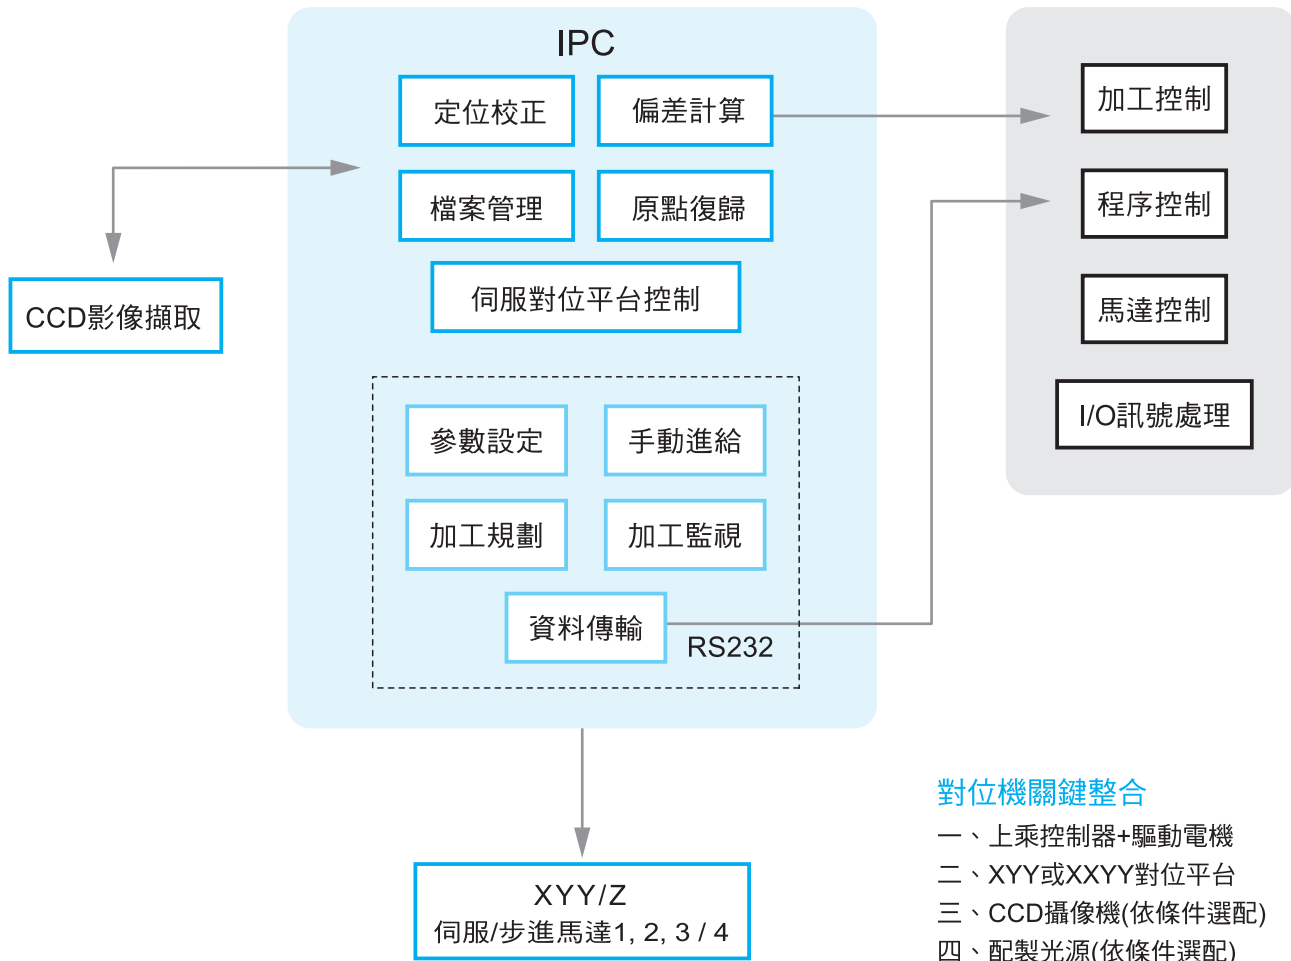 IPC
定位校正
偏差計算
檔案管理
原點復歸
伺服對位平台控制
參數設定
手動進給
加工規劃
加工監視
資料傳輸
RS232
CCD影像擷取
加工控制
程序控制
馬達控制
I/O訊號處理
XYY/Z
伺服/步進馬達1, 2, 3 / 4
對位機關鍵整合
一、上乘控制器+驅動電機
二、XYY或XXYY對位平台
三、CCD攝像機(依條件選配)
四、配製光源(依條件選配)